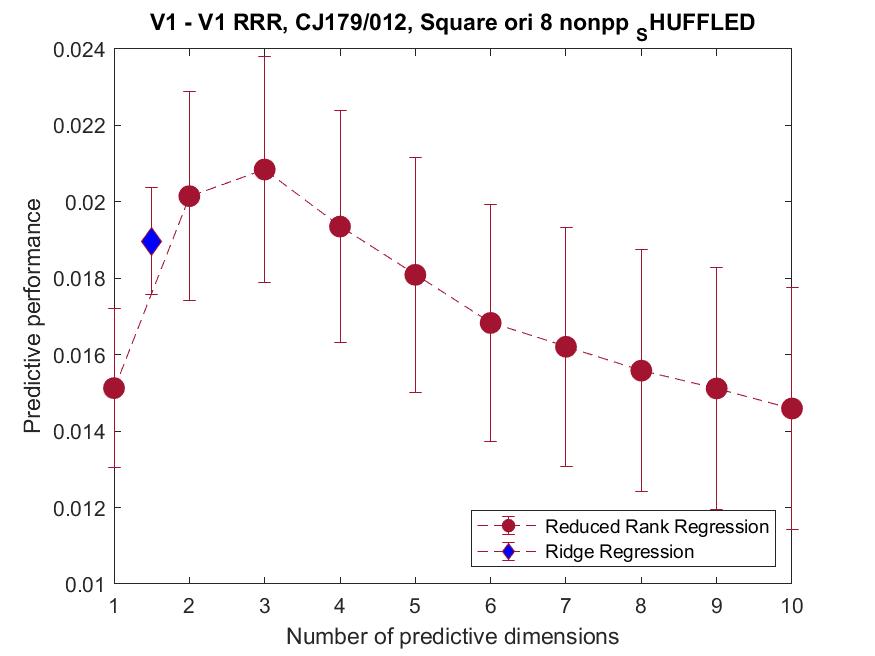 V1 - V1 RRR, CJ179/012, Square ori 8 nonpp SHUFFLED
0.024
0.022
0.02
0.018
0.016
0.014
0.012
0.01
Predictive performance
Reduced Rank Regression
Ridge Regression
1 2 3 4 5 6 7 8 9 10
Number of predictive dimensions